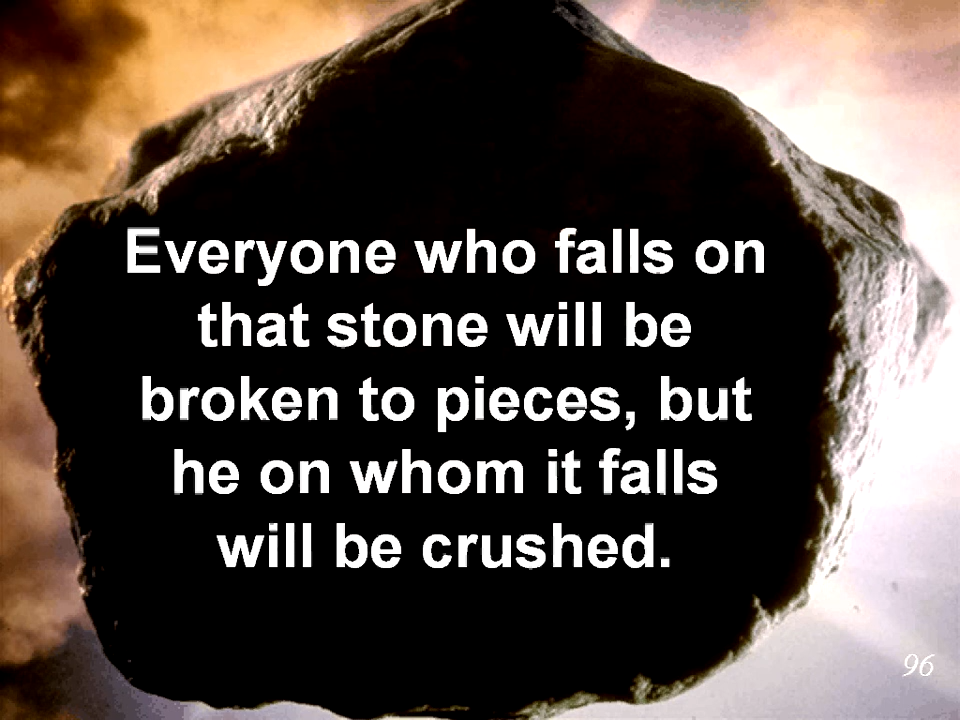 Everyone who falls on
that stone will be
broken to pieces, but
he on whom it falls
will be crushed.
96